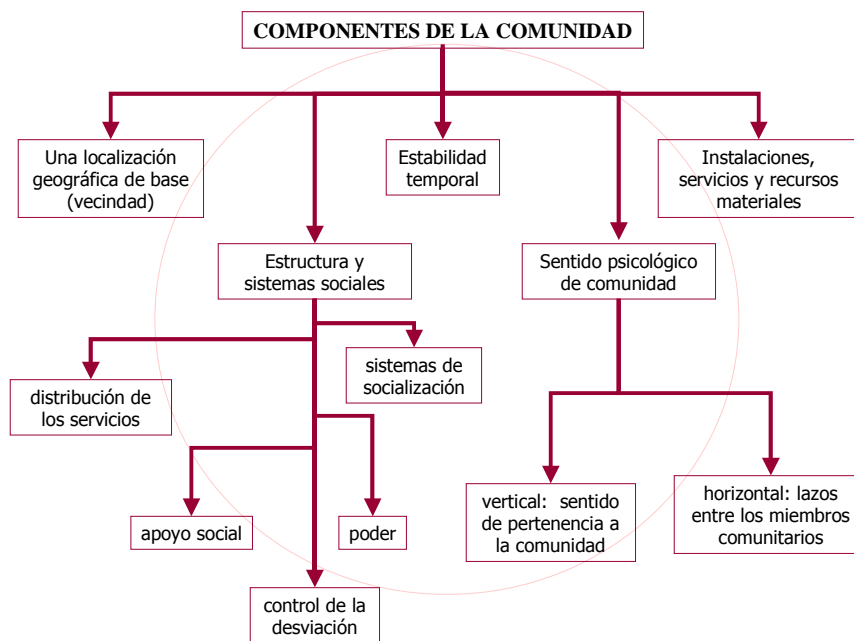 COMPONENTES DE LA COMUNIDAD
Una localización
geográfica de base
(vecindad)
Estabilidad
temporal
Instalaciones,
servicios y recursos
materiales
Estructura y
sistemas sociales
Sentido psicológico
de comunidad
sistemas de
socialización
distribución de
los servicios
apoyo social
poder
control de la
desviación
vertical: sentido
de pertenencia a
la comunidad
horizontal: lazos
entre los miembros
comunitarios